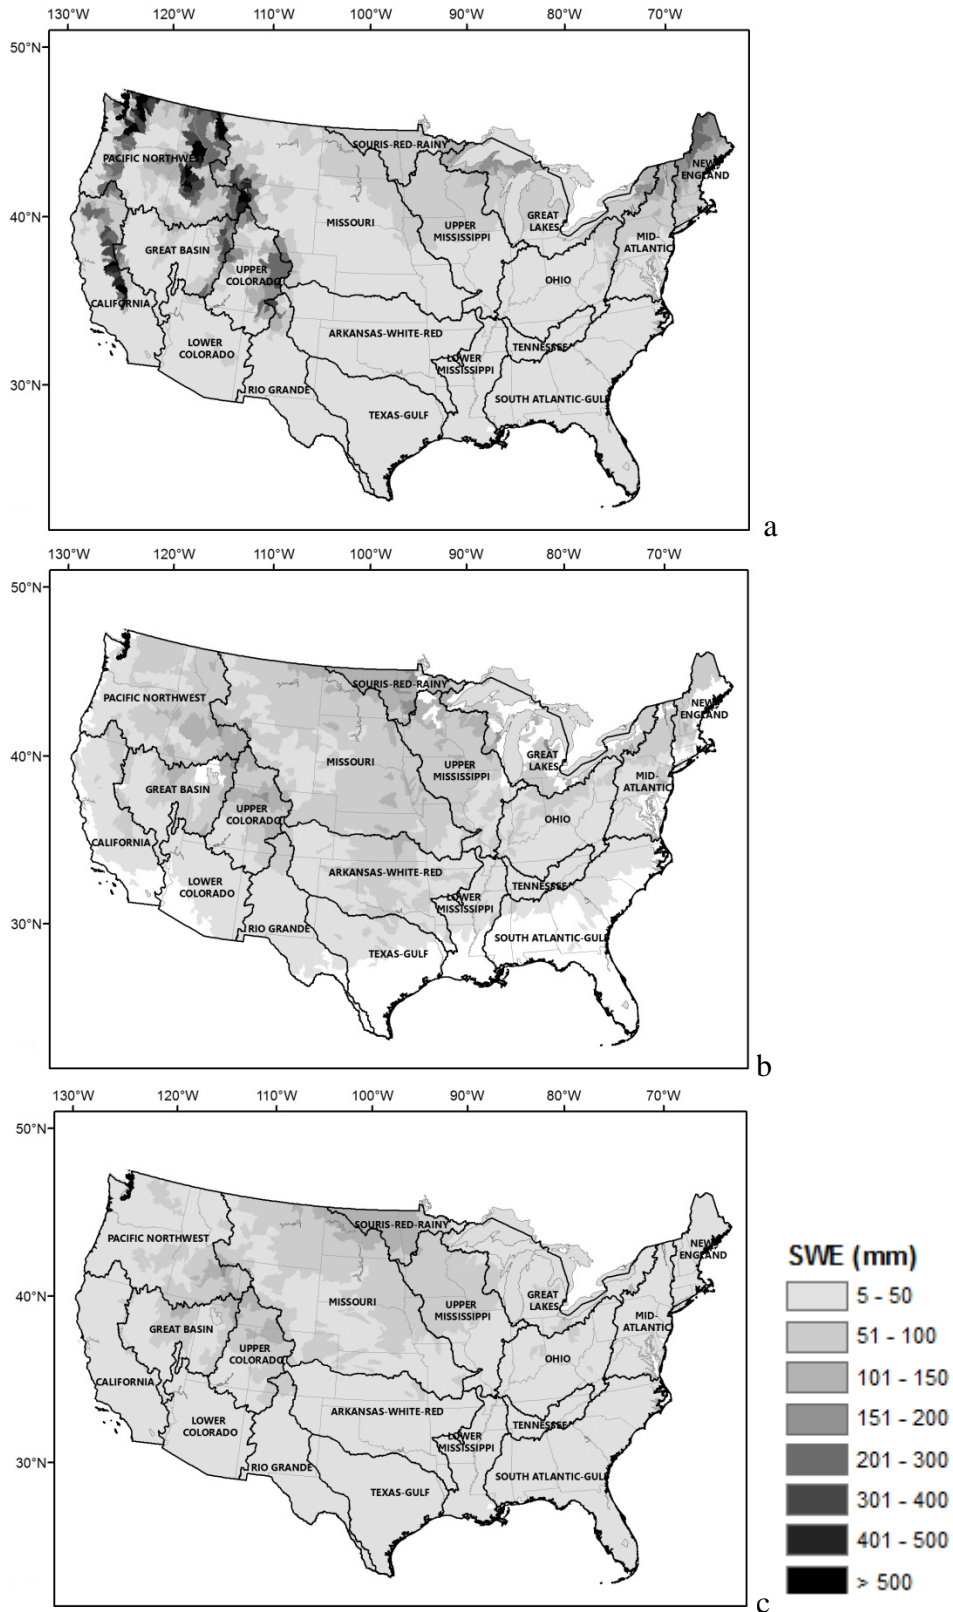 130°W 120°W 110°W 100°W 90°W 80°W 70°W
50°N
SOURIS-RED-RAINY
PACIFIC NORTHWEST
NEW
ENGLAND
40°N
MISSOURI
UPPER
MISSISSIPPI
GREAT
LAKES
MID-
ATLANTIC
GREAT BASIN
UPPER
COLORADO
OHIO
CALIFORNIA
ARKANSAS-WHITE-RED
LOWER
COLORADO
TENNESSEE
LOWER
MISSISSIPPI
30°N
RIO GRANDE
SOUTH ATLANTIC-GULF
TEXAS-GULF
a
130°W 120°W 110°W 100°W 90°W 80°W 70°W
50°N
SOURIS-RED-RAINY
PACIFIC NORTHWEST
NEW
ENGLAND
40°N
MISSOURI
UPPER
MISSISSIPPI
GREAT
LAKES
MID-
ATLANTIC
GREAT BASIN
UPPER
COLORADO
OHIO
CALIFORNIA
ARKANSAS-WHITE-RED
LOWER
COLORADO
TENNESSEE
LOWER
MISSISSIPPI
30°N
RIO GRANDE
SOUTH ATLANTIC-GULF
TEXAS-GULF
b
130°W 120°W 110°W 100°W 90°W 80°W 70°W
50°N
SOURIS-RED-RAINY
PACIFIC NORTHWEST
NEW
ENGLAND
40°N
MISSOURI
UPPER
MISSISSIPPI
GREAT
LAKES
MID-
ATLANTIC
GREAT BASIN
UPPER
COLORADO
OHIO
CALIFORNIA
ARKANSAS-WHITE-RED
LOWER
COLORADO
TENNESSEE
LOWER
MISSISSIPPI
30°N
RIO GRANDE
SOUTH ATLANTIC-GULF
TEXAS-GULF
c
SWE (mm)
5 - 50
51 - 100
101 - 150
151 - 200
201 - 300
301 - 400
401 - 500
> 500